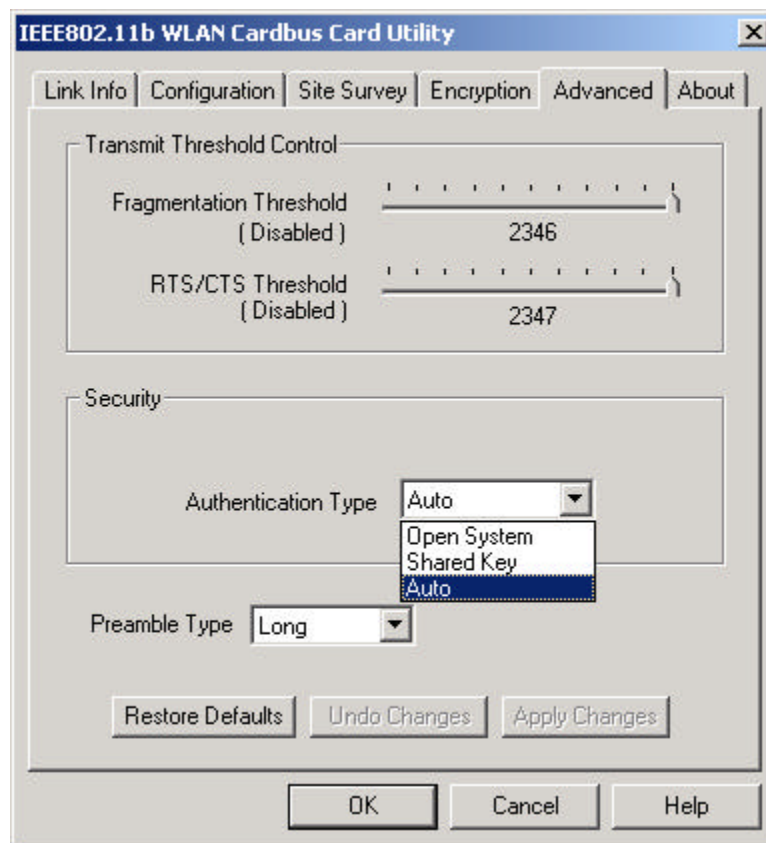 IEEE802.11b WLAN Cardbus Card Utility
Link Info Configuration Site Survey Encryption Advanced About
Transmit Threshold Control
Fragmentation Threshold
( Disabled )
2346
RTS/CTS Threshold
( Disabled )
2347
Security
Authentication Type Auto
Open System
Shared Key
Auto
Preamble Type Long
Restore Defaults Undo Changes Apply Changes
OK Cancel Help